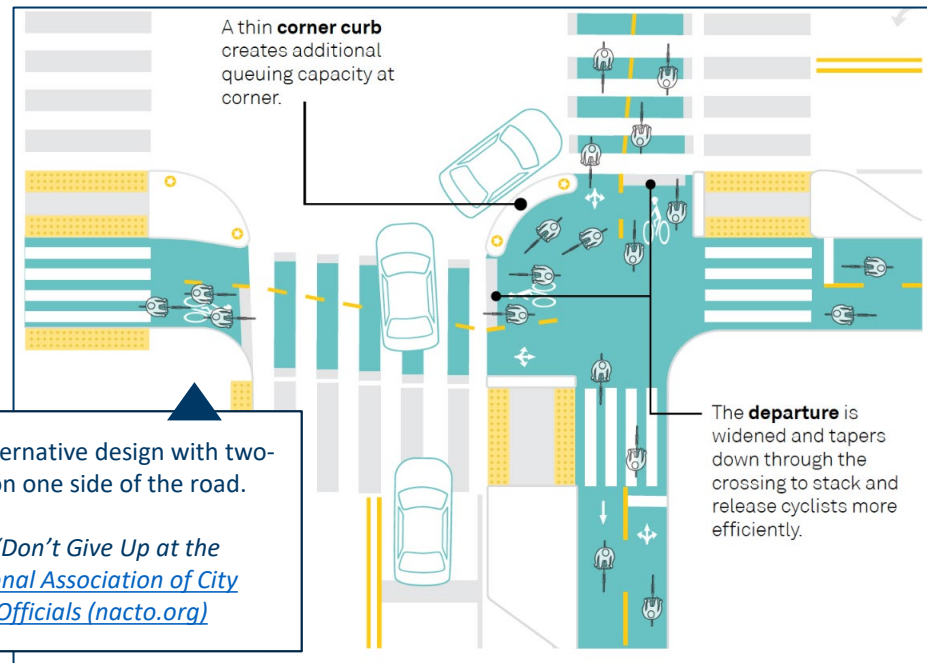 A thin corner curb
creates additional
queuing capacity at
corner.
The departure is
widened and tapers
down through the
crossing to stack and
release cyclists more
efficiently.
ernative design with two-
on one side of the road.
Don’t Give Up at the
onal Association of City
Officials (nacto.org)